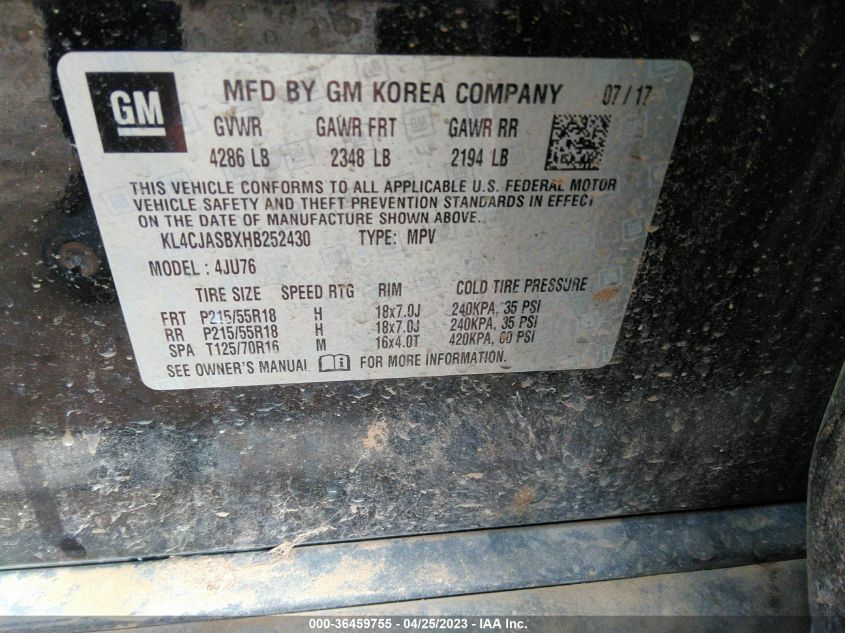 GM
MFD BY GM KOREA COMPANY 07/17
GVWR GAWR FRT GAWR RR
4286 LB 2348 LB 2194 LB
THIS VEHICLE CONFORMS TO ALL APPLICABLE U.S. FEDERAL MOTOR
VEHICLE SAFETY AND THEFT PREVENTION STANDARDS IN EFFECT
ON THE DATE OF MANUFACTURE SHOWN ABOVE.
KL4CJASBXHB252430 TYPE: MPV
MODEL : 4JU76
TIRE SIZE SPEED RTG RIM COLD TIRE PRESSURE
FRT P215/55R18 H 18x7.0J 240KPA, 35 PSI
RR P215/55R18 H 18x7.0J 240KPA, 35 PSI
SPA T125/70R16 M 16x4.0T 420KPA, 60 PSI
SEE OWNER'S MANUAL i FOR MORE INFORMATION.
000-36459755 - 04/25/2023 - IAA Inc.